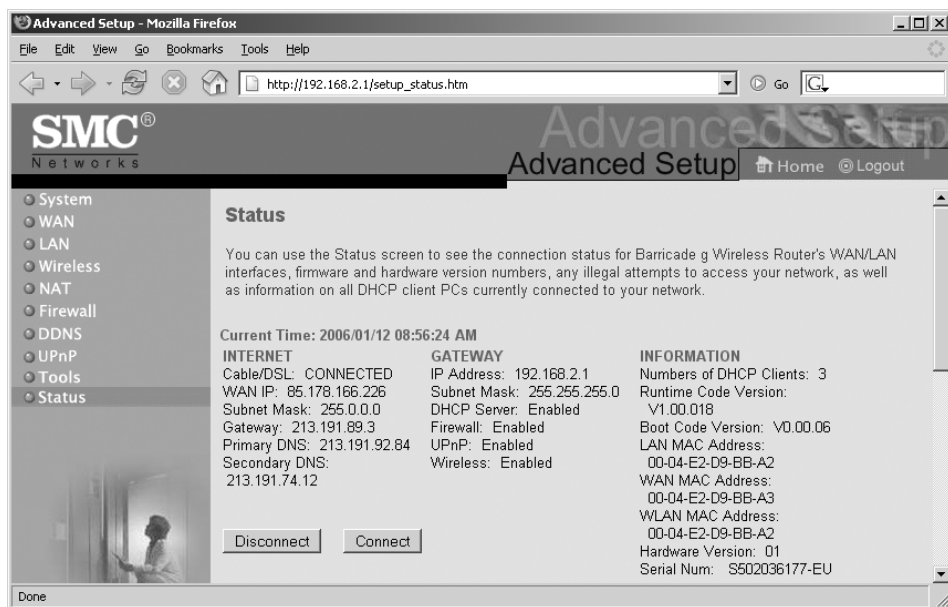 Advanced Setup - Mozilla Firefox
File Edit View Go Bookmarks Tools Help
http://192.168.2.1/setup_status.htm
Go
G
SMC®
Networks
Advanced Setup
Advanced Setup
Home
Logout
System
WAN
LAN
Wireless
NAT
Firewall
DDNS
UPnP
Tools
Status
Status
You can use the Status screen to see the connection status for Barricade g Wireless Router's WAN/LAN
interfaces, firmware and hardware version numbers, any illegal attempts to access your network, as well
as information on all DHCP client PCs currently connected to your network.
Current Time: 2006/01/12 08:56:24 AM
INTERNET
Cable/DSL: CONNECTED
WAN IP: 85.178.166.226
Subnet Mask: 255.0.0.0
Gateway: 213.191.89.3
Primary DNS: 213.191.92.84
Secondary DNS:
213.191.74.12
Disconnect
Connect
GATEWAY
IP Address: 192.168.2.1
Subnet Mask: 255.255.255.0
DHCP Server: Enabled
Firewall: Enabled
UPnP: Enabled
Wireless: Enabled
INFORMATION
Numbers of DHCP Clients: 3
Runtime Code Version:
V1.00.018
Boot Code Version: V0.00.06
LAN MAC Address:
00-04-E2-D9-BB-A2
WAN MAC Address:
00-04-E2-D9-BB-A3
WLAN MAC Address:
00-04-E2-D9-BB-A2
Hardware Version: 01
Serial Num: S502036177-EU
Done